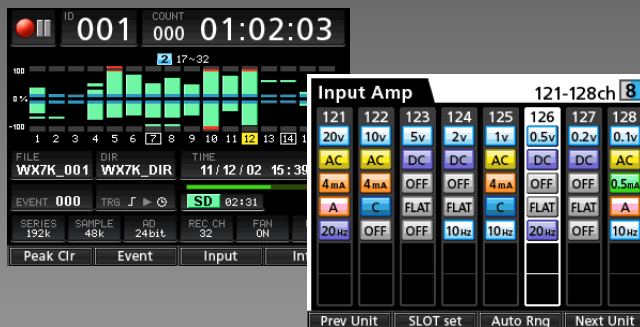 ID 001 COUNT 000 01:02:03
2 17~32
100
0 %
-100
1 2 3 4 5 6 7 8 9 10 11 12 13 14
FILE DIR TIME
WX7K_001 WX7K_DIR 11/12/02 15:39
EVENT 000 TRG SD 02:31
SERIES SAMPLE AD REC CH FAN
192k 48k 24bit 32 ON
Peak Clr Event Input
Input Amp 121-128ch 8
121 122 123 124 125 126 127 128
20v 10v 5v 2v 1v 0.5v 0.2v 0.1v
AC AC DC DC AC DC DC AC
4mA 4mA OFF OFF 4mA OFF OFF 0.5mA
A C FLAT FLAT C FLAT FLAT A
20Hz OFF OFF 10Hz 10Hz 20Hz OFF 10Hz
Prev Unit SLOT set Auto Rng Next Unit